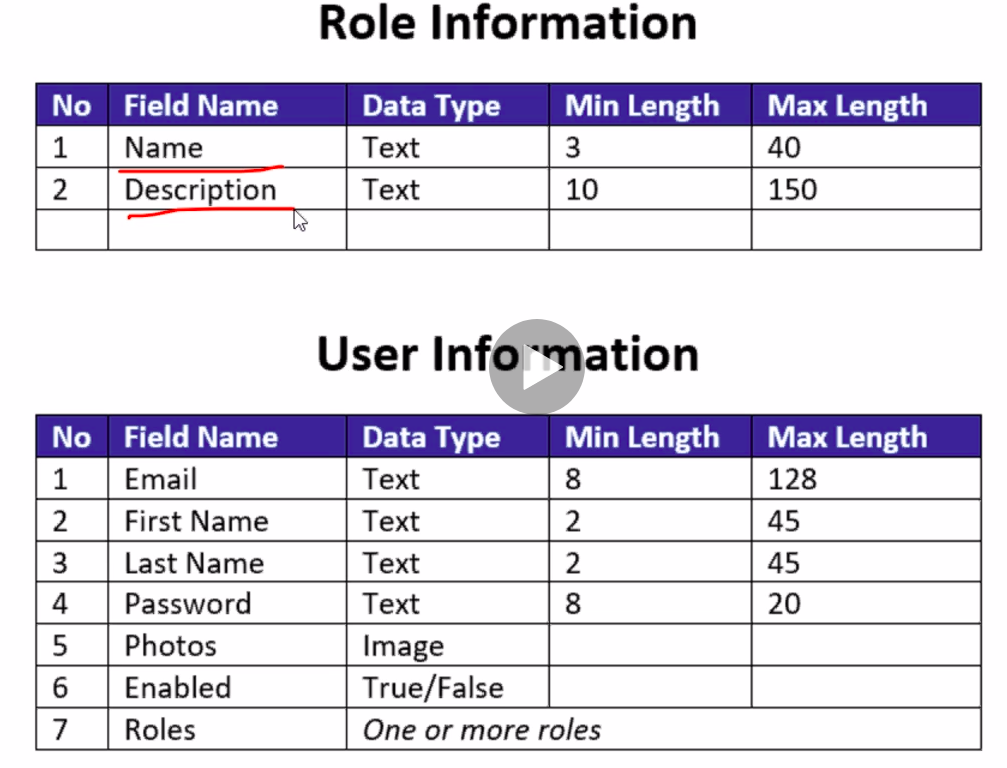 Role Information
No Field Name Data Type Min Length Max Length
1 Name Text 3 40
2 Description Text 10 150
User Information
No Field Name Data Type Min Length Max Length
1 Email Text 8 128
2 First Name Text 2 45
3 Last Name Text 2 45
4 Password Text 8 20
5 Photos Image
6 Enabled True/False
7 Roles One or more roles